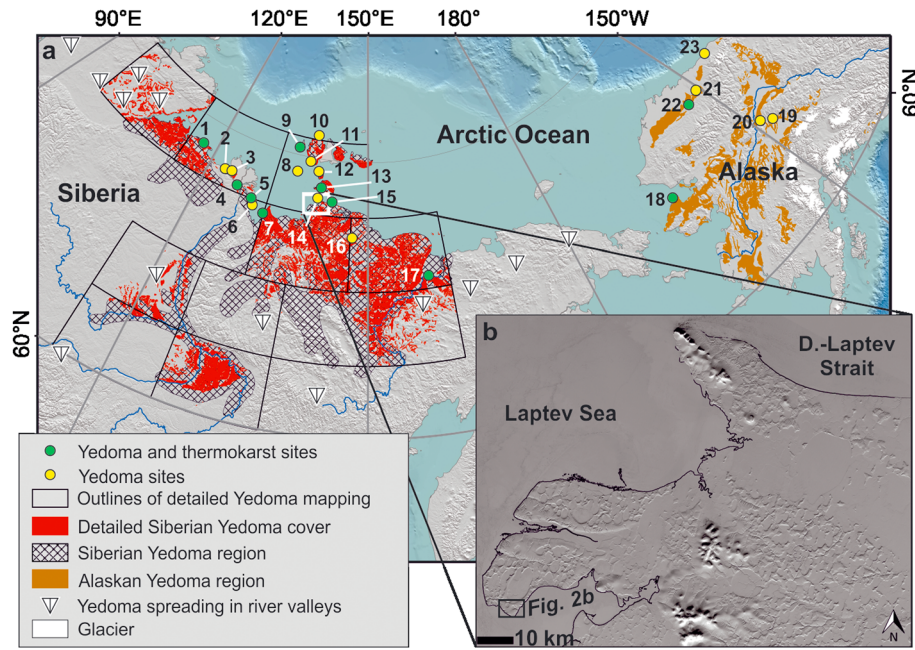 90°E 120°E 150°E 180° 150°W
a
23
10
9
11
Arctic Ocean
21
22
60°N
1
2
3
8
12
20
19
Siberia
4
5
13
Alaska
6
7
15
18
14
16
17
60°N
b
D.-Laptev
Strait
Laptev Sea
Fig. 2b
10 km
N
Yedoma and thermokarst sites
Yedoma sites
Outlines of detailed Yedoma mapping
Detailed Siberian Yedoma cover
Siberian Yedoma region
Alaskan Yedoma region
Yedoma spreading in river valleys
Glacier